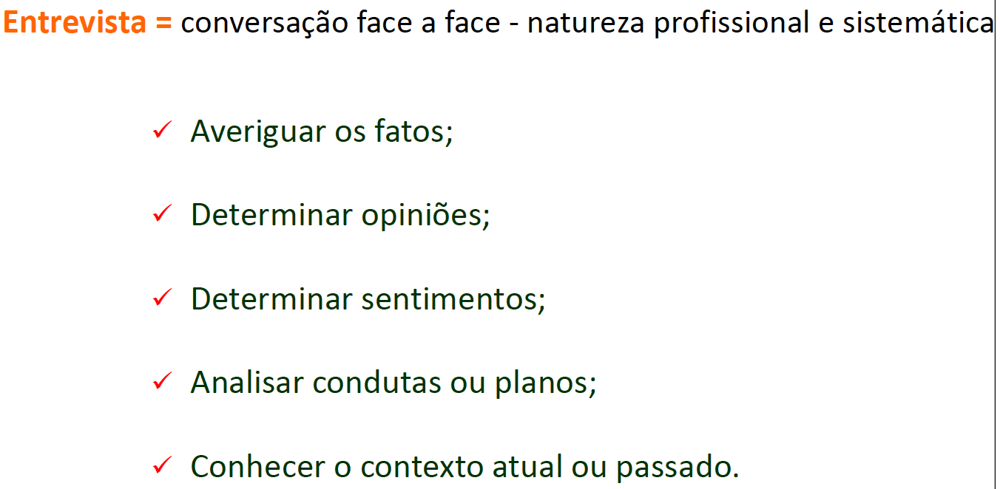 Entrevista = conversação face a face - natureza profissional e sistemática
✓ Averiguar os fatos;
✓ Determinar opiniões;
✓ Determinar sentimentos;
✓ Analisar condutas ou planos;
✓ Conhecer o contexto atual ou passado.